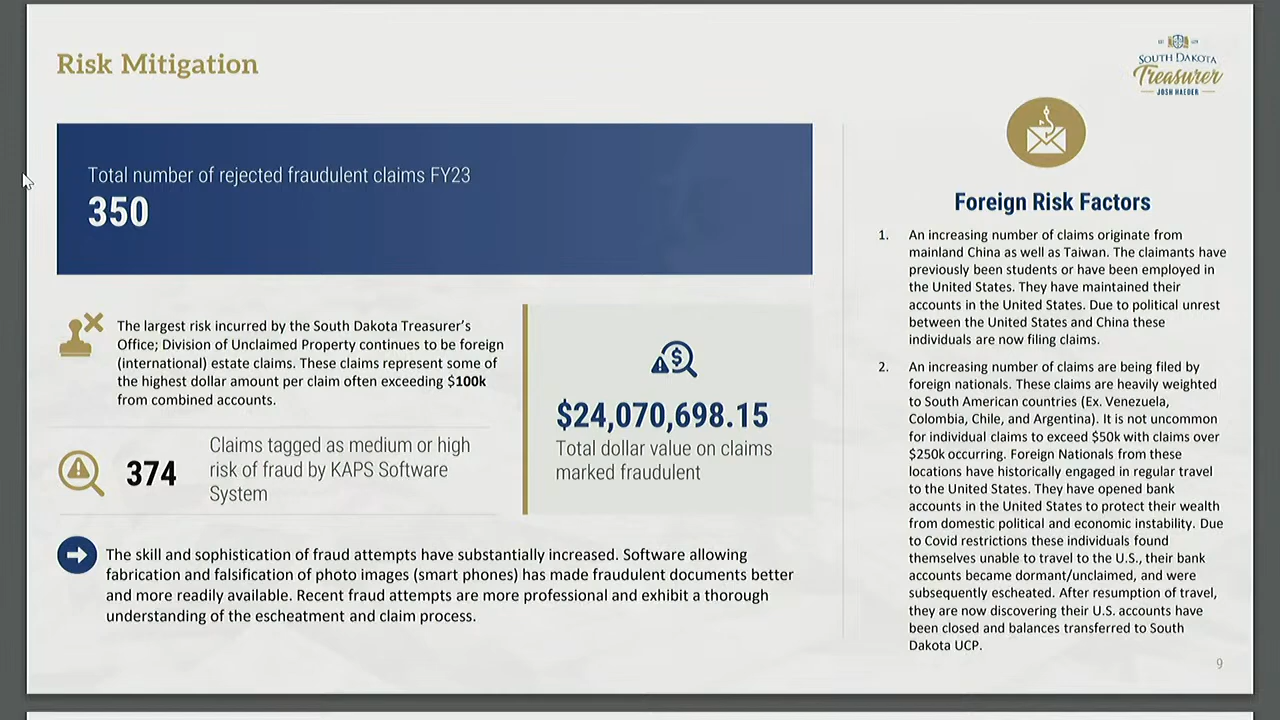 Risk Mitigation
SOUTH DAKOTA
Treasurer
JOSH HAEDER
Total number of rejected fraudulent claims FY23
350
The largest risk incurred by the South Dakota Treasurer's
Office; Division of Unclaimed Property continues to be foreign
(international) estate claims. These claims represent some of
the highest dollar amount per claim often exceeding $100k
from combined accounts.
374
Claims tagged as medium or high
risk of fraud by KAPS Software
System
$24,070,698.15
Total dollar value on claims
marked fraudulent
The skill and sophistication of fraud attempts have substantially increased. Software allowing
fabrication and falsification of photo images (smart phones) has made fraudulent documents better
and more readily available. Recent fraud attempts are more professional and exhibit a thorough
understanding of the escheatment and claim process.
Foreign Risk Factors
1. An increasing number of claims originate from
mainland China as well as Taiwan. The claimants have
previously been students or have been employed in
the United States. They have maintained their
accounts in the United States. Due to political unrest
between the United States and China these
individuals are now filing claims.
2. An increasing number of claims are being filed by
foreign nationals. These claims are heavily weighted
to South American countries (Ex. Venezuela,
Colombia, Chile, and Argentina). It is not uncommon
for individual claims to exceed $50k with claims over
$250k occurring. Foreign Nationals from these
locations have historically engaged in regular travel
to the United States. They have opened bank
accounts in the United States to protect their wealth
from domestic political and economic instability. Due
to Covid restrictions these individuals found
themselves unable to travel to the U.S., their bank
accounts became dormant/unclaimed, and were
subsequently escheated. After resumption of travel,
they are now discovering their U.S. accounts have
been closed and balances transferred to South
Dakota UCP.
9